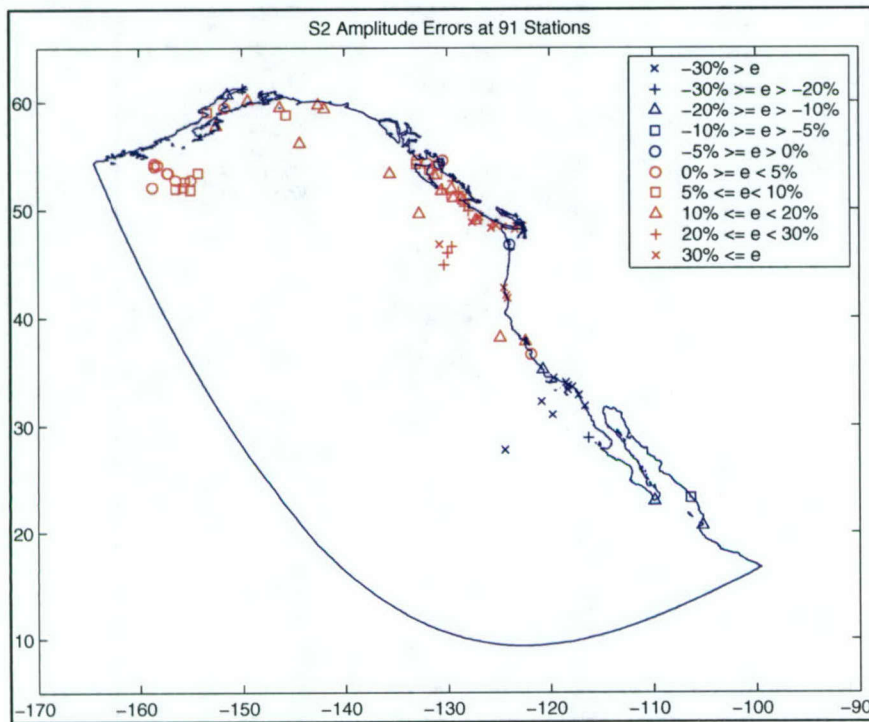 S2 Amplitude Errors at 91 Stations
60
50
40
30
20
10
−170
−160
−150
−140
−130
−120
−110
−100
−90
−30% > e
−30% >= e > −20%
−20% >= e > −10%
−10% >= e > −5%
−5% >= e > 0%
0% >= e < 5%
5% <= e< 10%
10% <= e < 20%
20% <= e < 30%
30% <= e